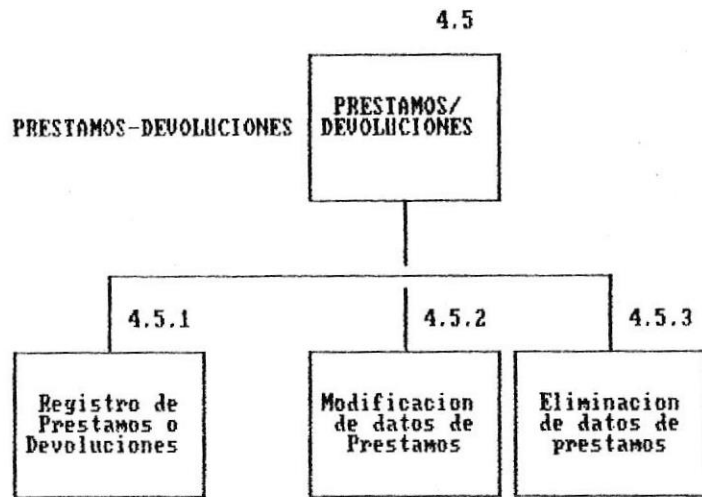 4.5
PRESTAMOS-DEVOLUCIONES
PRESTAMOS/
DEVOLUCIONES
4.5.1
4.5.2
4.5.3
Registro de
Prestamos o
Devoluciones
Modificacion
de datos de
Prestamos
Eliminacion
de datos de
prestamos